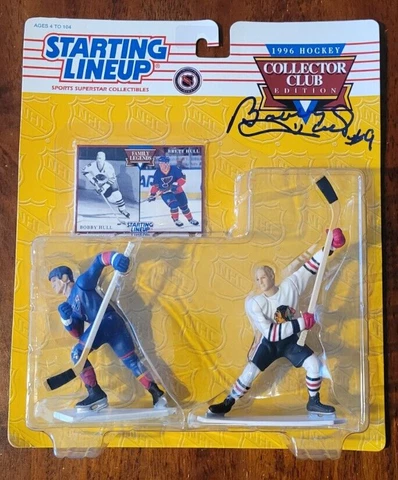 AGES 4 TO 104
STARTING
LINEUP
SPORTS SUPERSTAR COLLECTIBLES
1996 HOCKEY
COLLECTOR
CLUB
EDITION
#9
FAMILY
LEGENDS
BRETT HULL
BOBBY HULL
STARTING
LINEUP